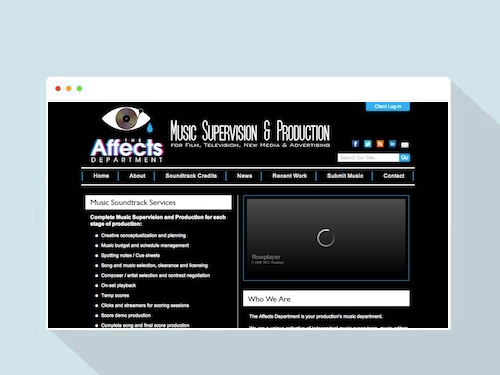 Client Log-In
THE
Affects
DEPARTMENT
Music Supervision & Production
for Film, Television, New Media & Advertising
Search Our Site...
Go
Home
About
Soundtrack Credits
News
Recent Work
Submit Music
Contact
Music Soundtrack Services
Complete Music Supervision and Production for each
stage of production:
Creative conceptualization and planning
Music budget and schedule management
Spotting notes / Cue sheets
Song and music selection, clearance and licensing
Composer / artist selection and contract negotiation
On-set playback
Temp scores
Clicks and streamers for scoring sessions
Score demo production
Complete song and final score production
flowplayer
Who We Are
The Affects Department is your production's music department.